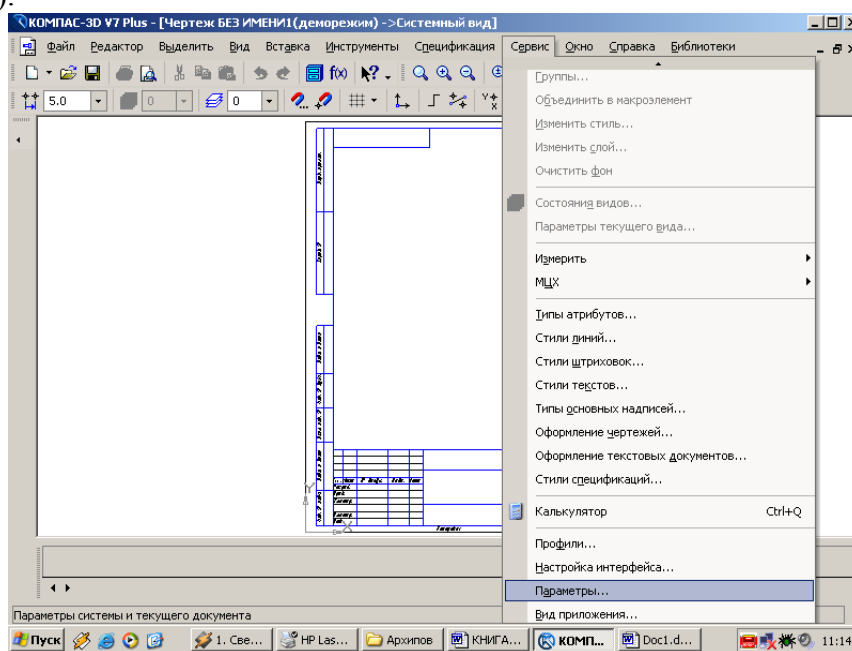 ).
КОМПАС-3D V7 Plus - [Чертеж БЕЗ ИМЕНИ1(деморежим) ->Системный вид]
Файл Редактор Выделить Вид Вставка Инструменты Спецификация Сервис Окно Справка Библиотеки
5.0 0 0
Группы...
Объединить в макроэлемент
Изменить стиль...
Изменить слой...
Очистить фон
Состояния видов...
Параметры текущего вида...
Измерить
МЦХ
Типы атрибутов...
Стили линий...
Стили штриховок...
Стили текстов...
Типы основных надписей...
Оформление чертежей...
Оформление текстовых документов...
Стили спецификаций...
Калькулятор Ctrl+Q
Профили...
Настройка интерфейса...
Параметры...
Вид приложения...
Параметры системы и текущего документа
Пуск 1. Све... HP Las... Архипов КНИГА... КОМП... Doc1.d... 11:14